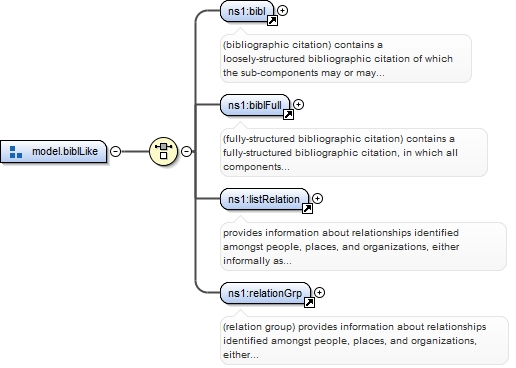 ns1:bibl
(bibliographic citation) contains a
loosely-structured bibliographic citation of which
the sub-components may or may...
ns1:biblFull
(fully-structured bibliographic citation) contains a
fully-structured bibliographic citation, in which all
components...
model.biblLike
ns1:listRelation
provides information about relationships identified
amongst people, places, and organizations, either
informally as...
ns1:relationGrp
(relation group) provides information about relationships
identified amongst people, places, and organizations,
either...